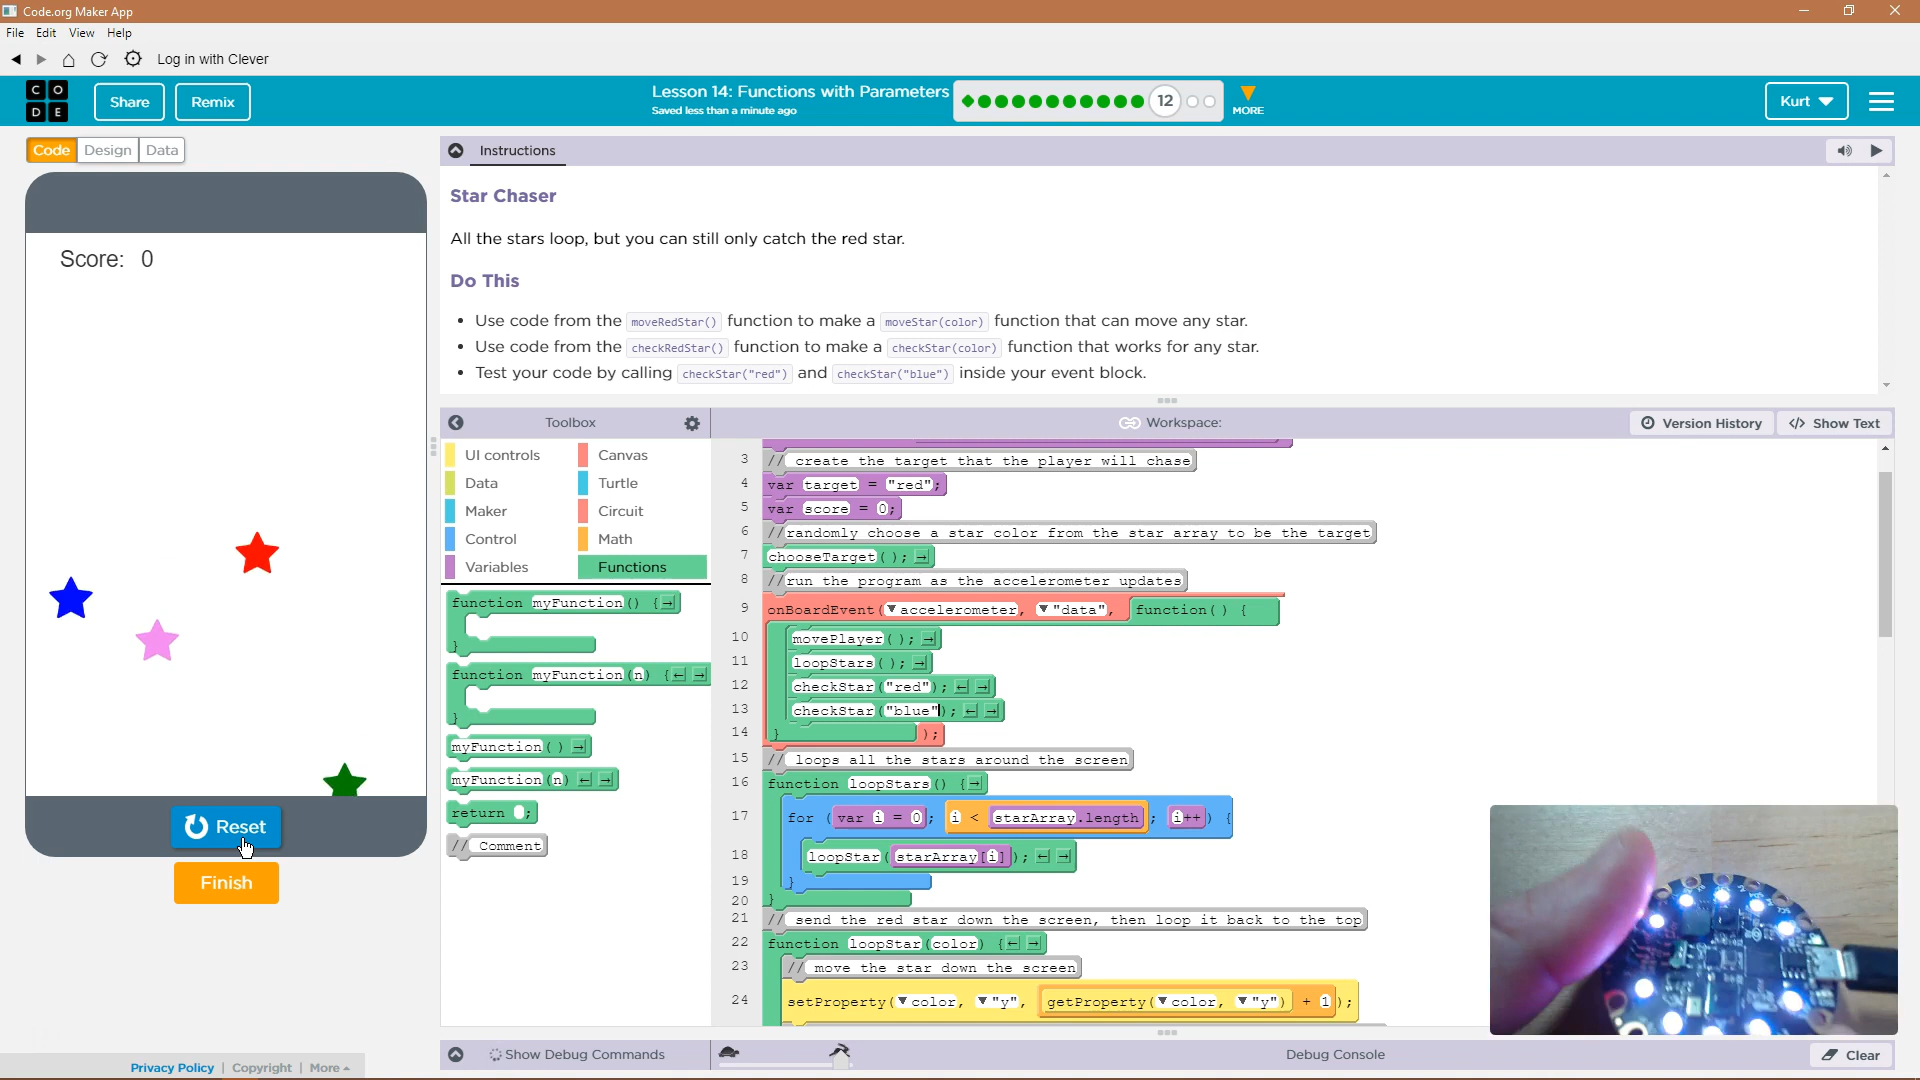 Code.org Maker App
File Edit View Help
Log in with Clever
C O D E
Share
Remix
Lesson 14: Functions with Parameters
Saved less than a minute ago
12
MORE
Kurt
Code Design Data
Instructions
Score: 0
Star Chaser
All the stars loop, but you can still only catch the red star.
Do This
• Use code from the moveRedStar() function to make a moveStar(color) function that can move any star.
• Use code from the checkRedStar() function to make a checkStar(color) function that works for any star.
• Test your code by calling checkStar("red") and checkStar("blue") inside your event block.
Toolbox
Workspace:
Version History
</> Show Text
UI controls
Canvas
Data
Turtle
Maker
Circuit
Control
Math
Variables
Functions
function myFunction() {
}
function myFunction(n) {
}
myFunction()
myFunction(n)
return ;
// Comment
3 // create the target that the player will chase
4 var target = "red";
5 var score = 0;
6 //randomly choose a star color from the star array to be the target
7 chooseTarget();
8 //run the program as the accelerometer updates
9 onBoardEvent(accelerometer, "data", function() {
10 movePlayer();
11 loopStars();
12 checkStar("red");
13 checkStar("blue");
14 } );
15 // loops all the stars around the screen
16 function loopStars() {
17 for (var i = 0; i < starArray.length; i++) {
18 loopStar(starArray[i]);
19 }
20 }
21 // send the red star down the screen, then loop it back to the top
22 function loopStar(color) {
23 // move the star down the screen
24 setProperty(color, "y", getProperty(color, "y") + 1);
Reset
Finish
Show Debug Commands
Debug Console
Clear
Privacy Policy | Copyright | More